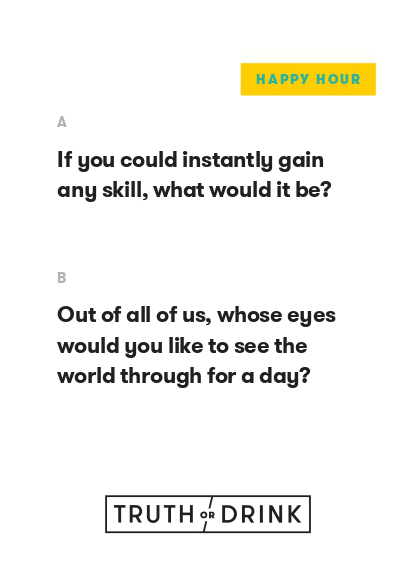 HAPPY HOUR
A
If you could instantly gain
any skill, what would it be?
B
Out of all of us, whose eyes
would you like to see the
world through for a day?
TRUTH OR DRINK